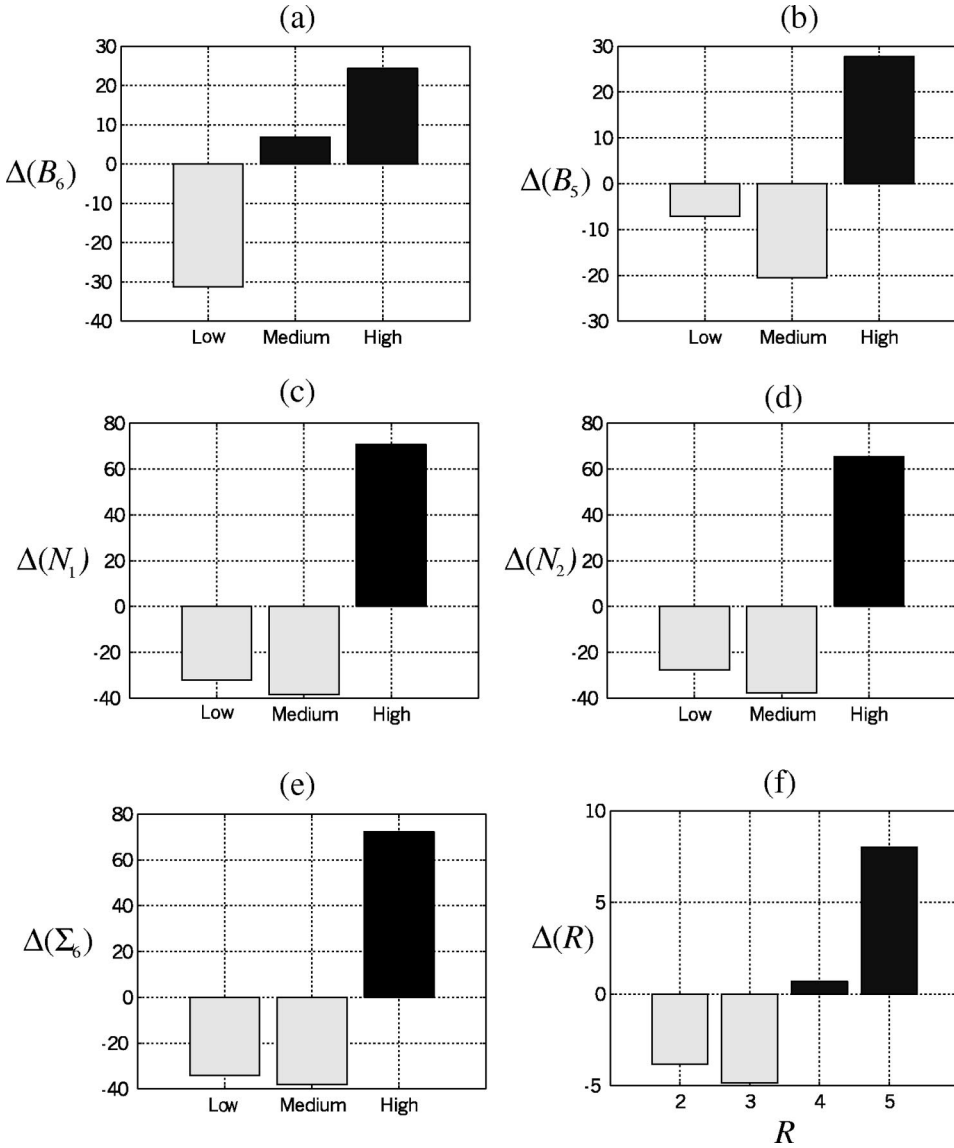 (a)
30
20
10
0
-10
-20
-30
-40
Δ(B₆)
Low Medium High
(b)
30
20
10
0
-10
-20
-30
Δ(B₅)
Low Medium High
(c)
80
60
40
20
0
-20
-40
Δ(N₁)
Low Medium High
(d)
80
60
40
20
0
-20
-40
Δ(N₂)
Low Medium High
(e)
80
60
40
20
0
-20
-40
Δ(Σ₆)
Low Medium High
(f)
10
5
0
-5
Δ(R)
2 3 4 5
R